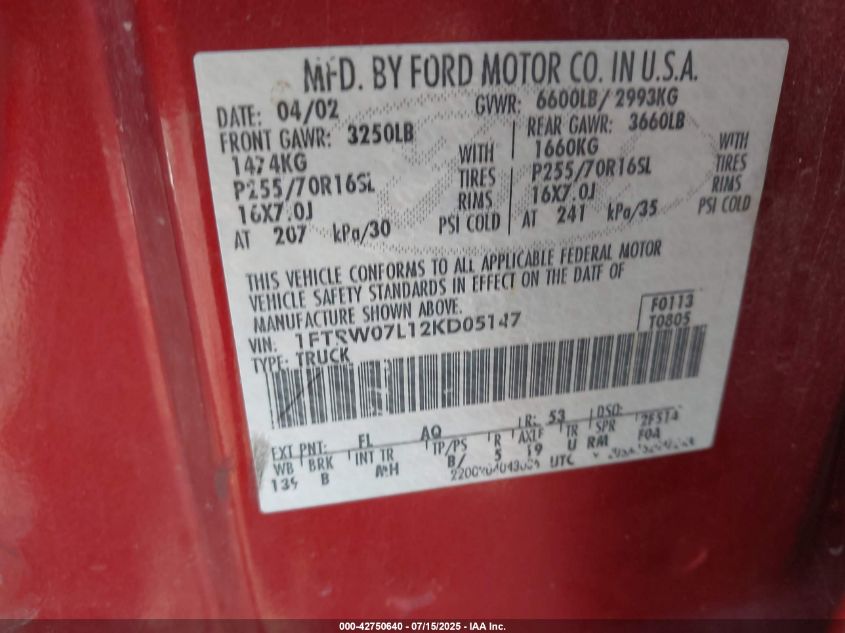 MFD. BY FORD MOTOR CO. IN U.S.A.
DATE: 04/02 GVWR: 6600LB/ 2993KG
FRONT GAWR: 3250LB REAR GAWR: 3660LB
1474KG WITH 1660KG WITH
P255/70R16SL TIRES P255/70R16SL TIRES
16X7.0J RIMS 16X7.0J RIMS
AT 207 kPa/30 PSI COLD AT 241 kPa/35 PSI COLD
THIS VEHICLE CONFORMS TO ALL APPLICABLE FEDERAL MOTOR
VEHICLE SAFETY STANDARDS IN EFFECT ON THE DATE OF
MANUFACTURE SHOWN ABOVE.
VIN: 1FTRW07L12KD05147 F0113
TYPE: TRUCK T0805
EXT PNT: FL AQ R: 53 DSO:
WB BRK INT TR TP/PS R AXLE TR SPR
139 B B/ 5 19 U RM F04
UTC
000-42750640 - 07/15/2025 - IAA Inc.